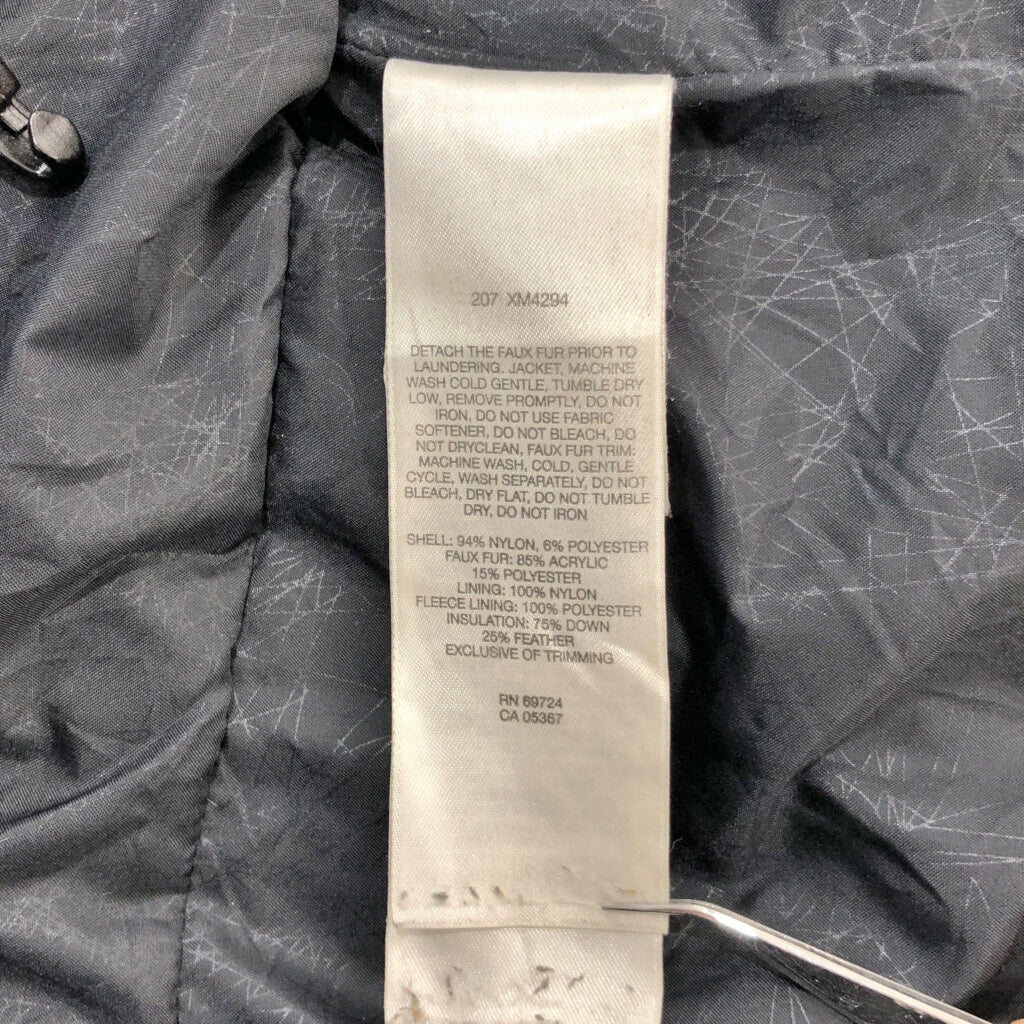 207 XM4294
DETACH THE FAUX FUR PRIOR TO
LAUNDERING. JACKET, MACHINE
WASH COLD GENTLE, TUMBLE DRY
LOW, REMOVE PROMPTLY, DO NOT
IRON, DO NOT USE FABRIC
SOFTENER, DO NOT BLEACH, DO
NOT DRYCLEAN, FAUX FUR TRIM:
MACHINE WASH, COLD, GENTLE
CYCLE, WASH SEPARATELY, DO NOT
BLEACH, DRY FLAT, DO NOT TUMBLE
DRY, DO NOT IRON
SHELL: 94% NYLON, 6% POLYESTER
FAUX FUR: 85% ACRYLIC
15% POLYESTER
LINING: 100% NYLON
FLEECE LINING: 100% POLYESTER
INSULATION: 75% DOWN
25% FEATHER
EXCLUSIVE OF TRIMMING
RN 69724
CA 05367